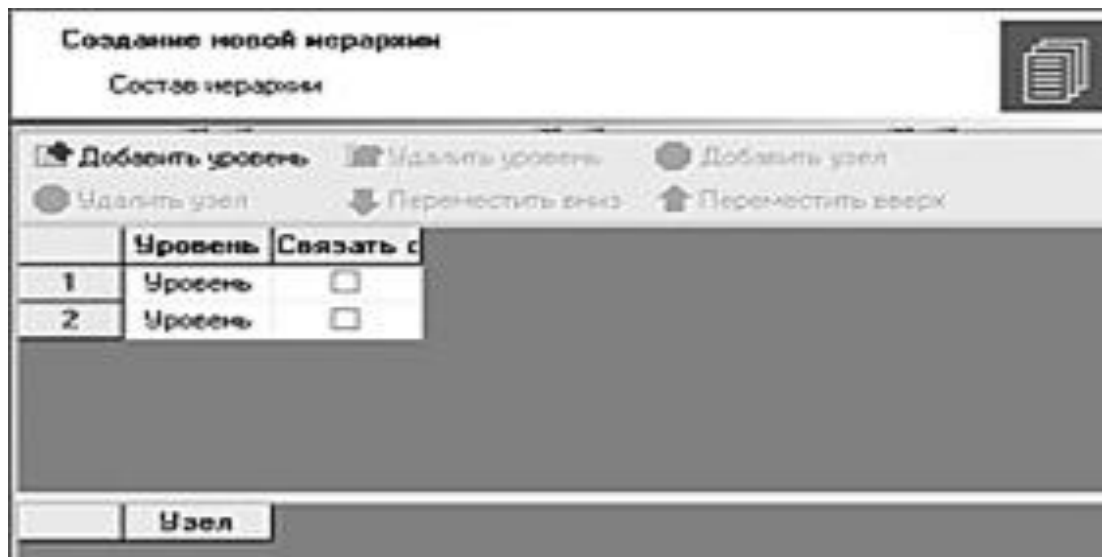 Создание новой иерархии
Состав иерархии
Добавить уровень Удалить уровень Добавить узел
Удалить узел Переместить вниз Переместить вверх
Уровень Связать с
1 Уровень
2 Уровень
Узел